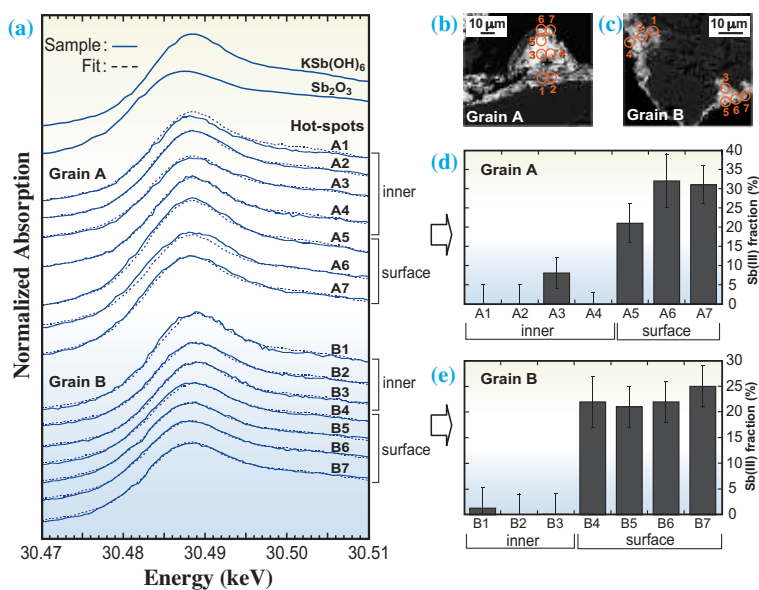 (a)
Sample:
Fit:
KSb(OH)6
Sb2O3
Hot-spots
Grain A
A1
A2
A3
A4
inner
A5
A6
A7
surface
Grain B
B1
B2
B3
inner
B4
B5
B6
B7
surface
Normalized Absorption
30.47 30.48 30.49 30.50 30.51
Energy (keV)
(b)
10 μm
6 7
5
3 4
1 2
Grain A
(c)
10 μm
1
2
4
3
5 6 7
Grain B
(d)
Grain A
40
35
30
25
20
15
10
5
0
Sb(III) fraction (%)
A1 A2 A3 A4 A5 A6 A7
inner surface
(e)
Grain B
30
25
20
15
10
5
0
Sb(III) fraction (%)
B1 B2 B3 B4 B5 B6 B7
inner surface